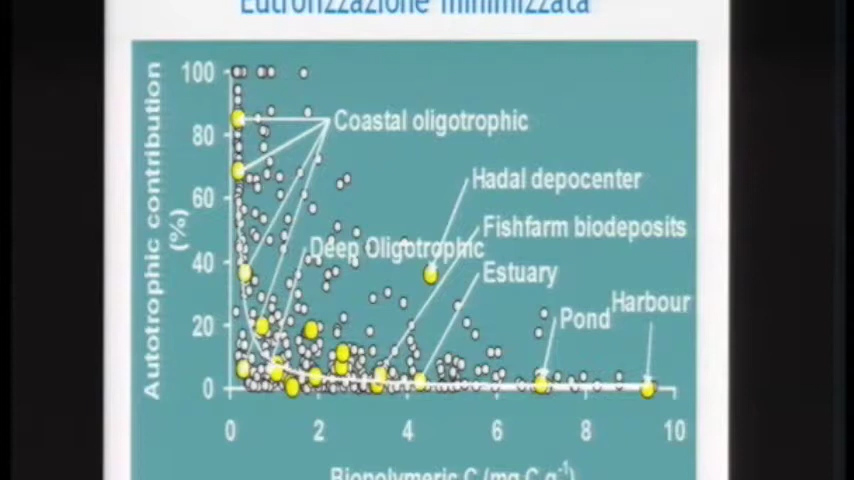 Eutrofizzazione minimizzata
Autotrophic contribution
(%)
100
80
60
40
20
0
Coastal oligotrophic
Hadal depocenter
Fishfarm biodeposits
Deep Oligotrophic
Estuary
Pond
Harbour
0 2 4 6 8 10
Biopolymeric C (mg C g-1)